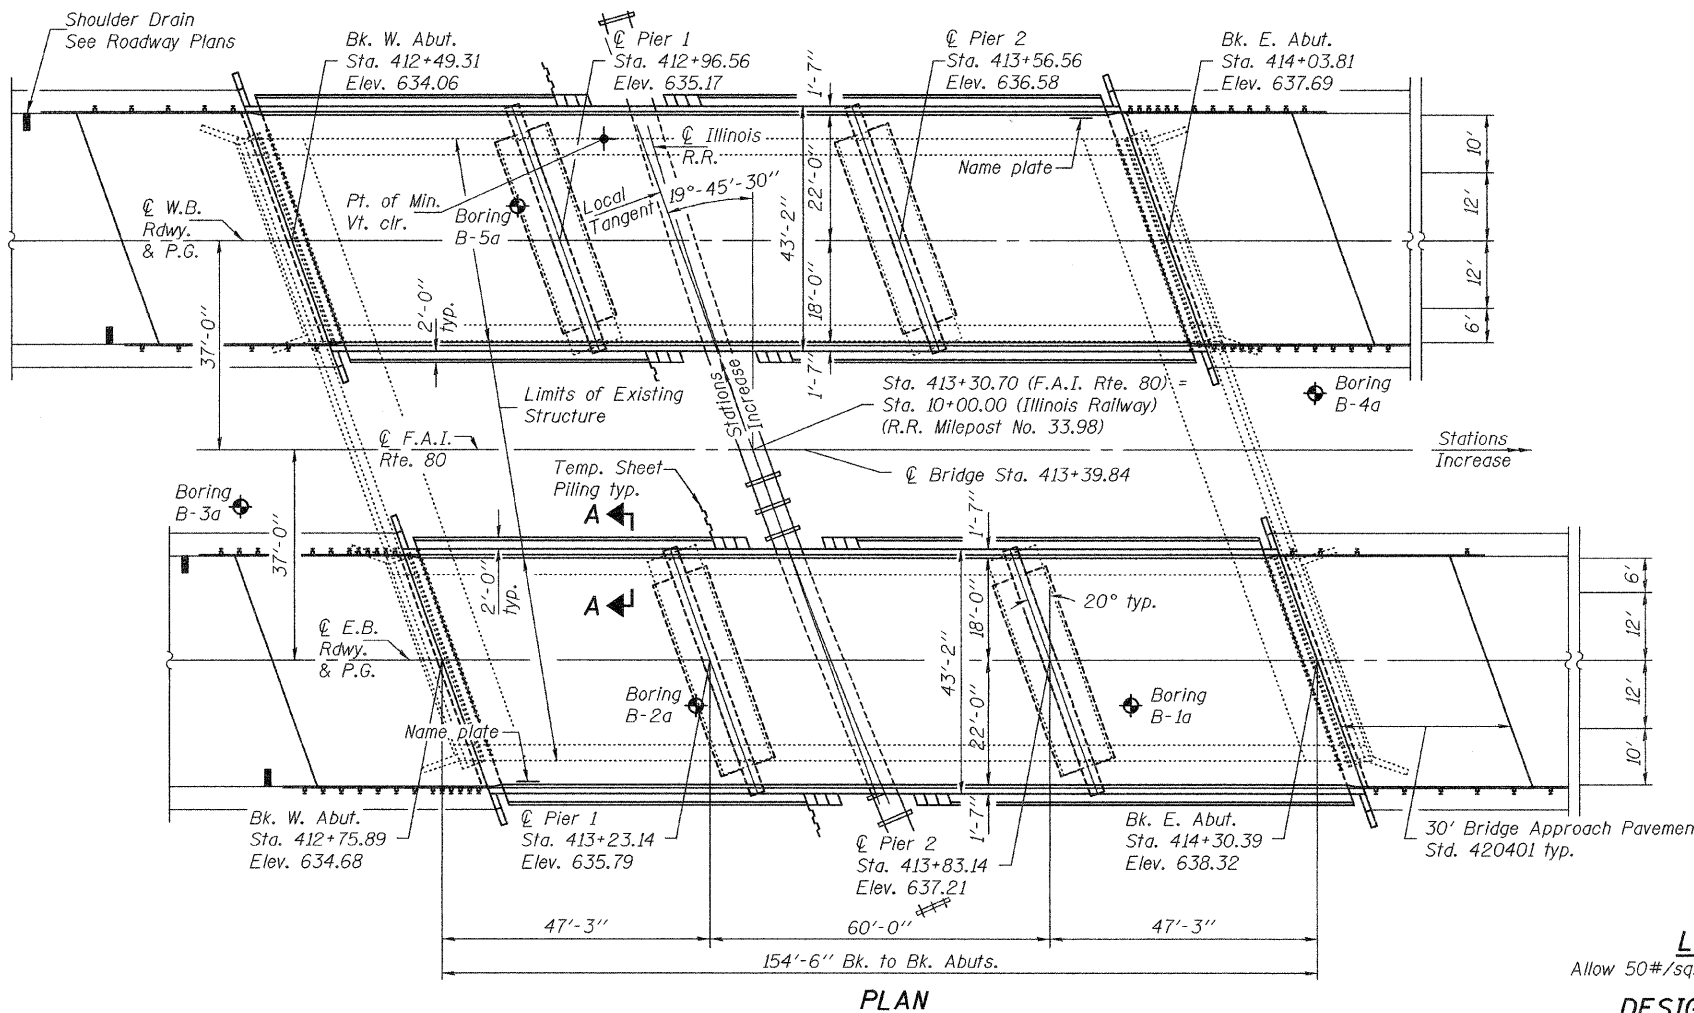 Shoulder Drain
See Roadway Plans
Bk. W. Abut.
Sta. 412+49.31
Elev. 634.06
℄ Pier 1
Sta. 412+96.56
Elev. 635.17
1'-7"
℄ Pier 2
Sta. 413+56.56
Elev. 636.58
Bk. E. Abut.
Sta. 414+03.81
Elev. 637.69
℄ Illinois
R.R.
Name plate
10'
12'
12'
6'
Pt. of Min.
Vt. clr.
Local
Tangent
19°-45'-30"
22'-0"
43'-2"
18'-0"
℄ W.B.
Rdwy.
& P.G.
Boring
B-5a
2'-0"
typ.
37'-0"
1'-7"
Limits of Existing
Structure
Stations
Increase
Sta. 413+30.70 (F.A.I. Rte. 80) =
Sta. 10+00.00 (Illinois Railway)
(R.R. Milepost No. 33.98)
Boring
B-4a
℄ F.A.I.
Rte. 80
Stations
Increase
℄ Bridge Sta. 413+39.84
Temp. Sheet
Piling typ.
Boring
B-3a
A
37'-0"
2'-0"
typ.
A
1'-7"
18'-0"
20° typ.
43'-2"
22'-0"
6'
12'
12'
10'
℄ E.B.
Rdwy.
& P.G.
Boring
B-2a
Boring
B-1a
Name plate
1'-7"
Bk. W. Abut.
Sta. 412+75.89
Elev. 634.68
℄ Pier 1
Sta. 413+23.14
Elev. 635.79
℄ Pier 2
Sta. 413+83.14
Elev. 637.21
Bk. E. Abut.
Sta. 414+30.39
Elev. 638.32
30' Bridge Approach Pavemen
Std. 420401 typ.
47'-3"
60'-0"
47'-3"
154'-6" Bk. to Bk. Abuts.
PLAN
L
Allow 50#/sq
DESIG